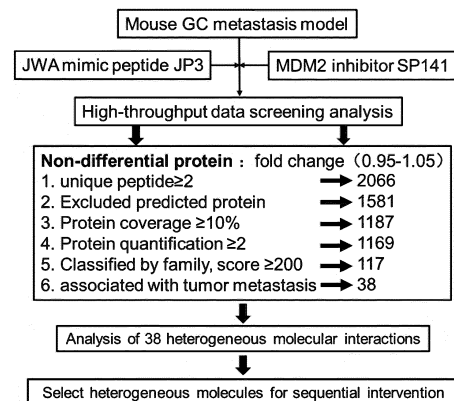 Mouse GC metastasis model
JWA mimic peptide JP3
MDM2 inhibitor SP141
High-throughput data screening analysis
Non-differential protein : fold change (0.95-1.05)
1. unique peptide≥2 2066
2. Excluded predicted protein 1581
3. Protein coverage ≥10% 1187
4. Protein quantification ≥2 1169
5. Classified by family, score ≥200 117
6. associated with tumor metastasis 38
Analysis of 38 heterogeneous molecular interactions
Select heterogeneous molecules for sequential intervention